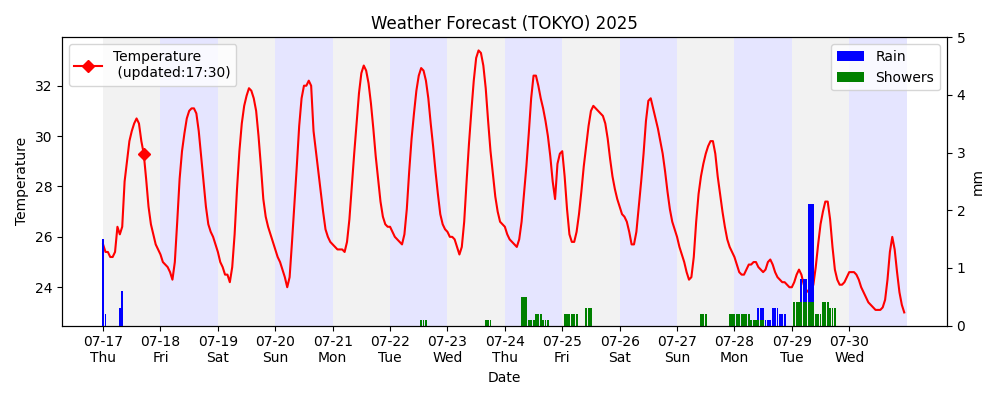 Weather Forecast (TOKYO) 2025
Temperature
(updated:17:30)
Rain
Showers
Temperature
32
30
28
26
24
5
4
3
2
1
0
mm
07-17 07-18 07-19 07-20 07-21 07-22 07-23 07-24 07-25 07-26 07-27 07-28 07-29 07-30
Thu Fri Sat Sun Mon Tue Wed Thu Fri Sat Sun Mon Tue Wed
Date